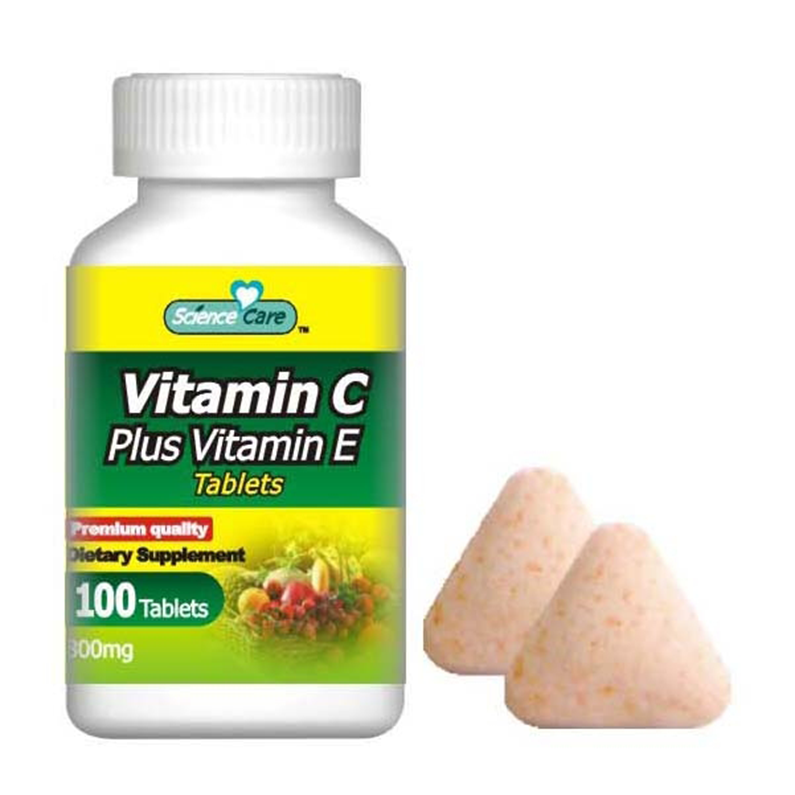 Science Care ™
Vitamin C
Plus Vitamin E
Tablets
Premium quality
Dietary Supplement
100 Tablets